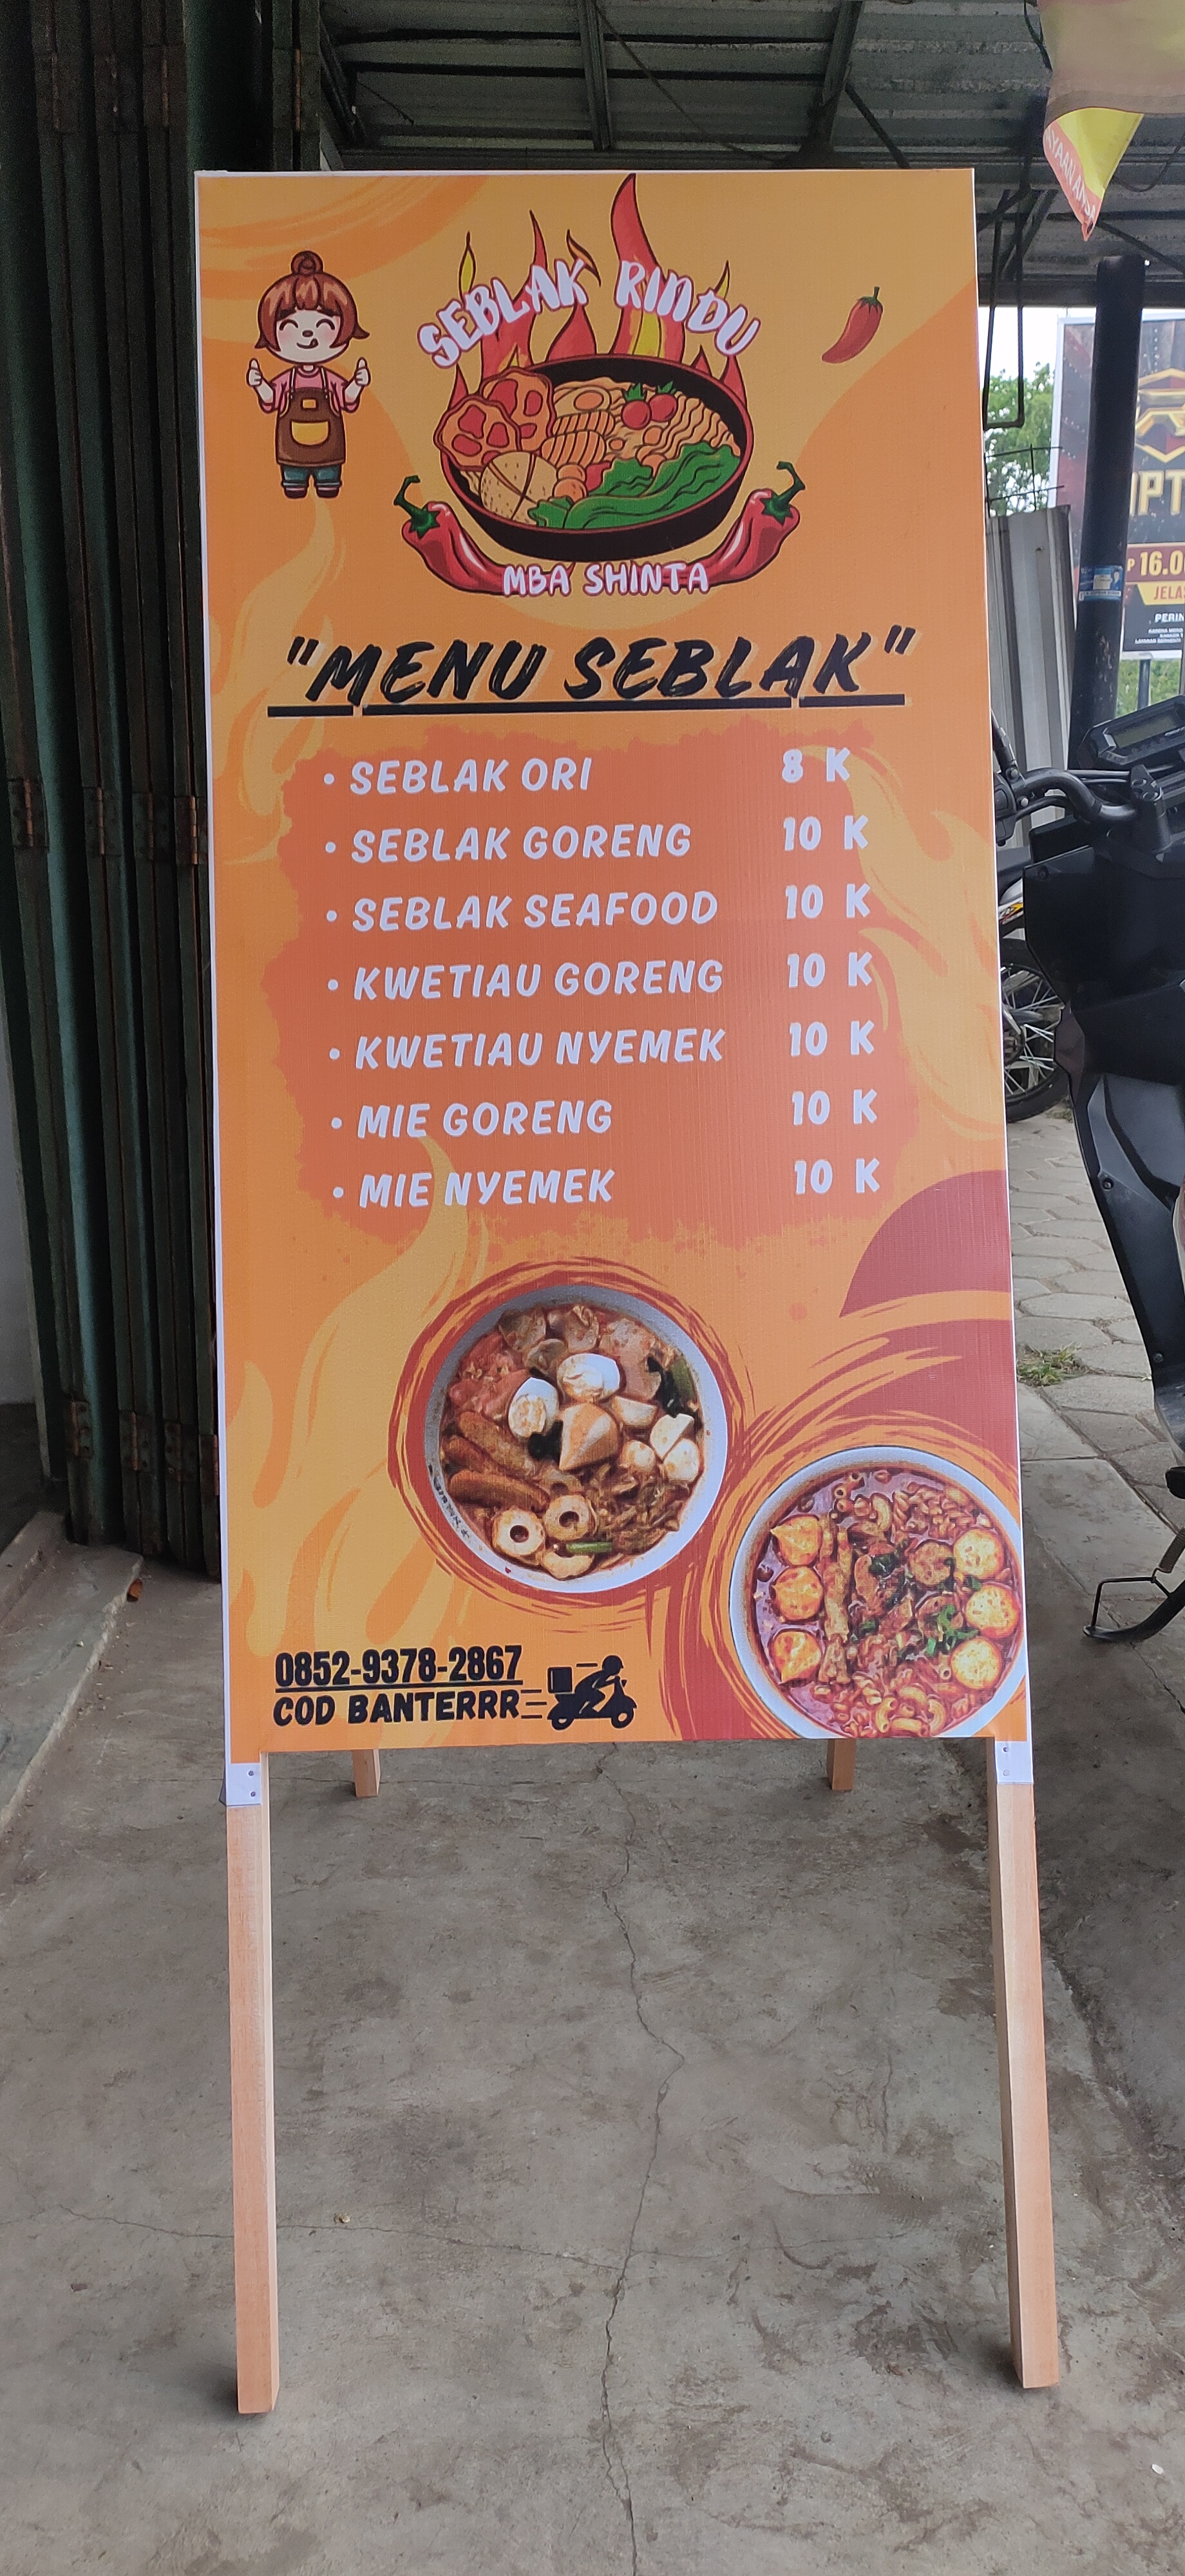 SEBLAK RINDU
MBA SHINTA
"MENU SEBLAK"
• SEBLAK ORI 8 K
• SEBLAK GORENG 10 K
• SEBLAK SEAFOOD 10 K
• KWETIAU GORENG 10 K
• KWETIAU NYEMEK 10 K
• MIE GORENG 10 K
• MIE NYEMEK 10 K
0852-9378-2867
COD BANTERRR